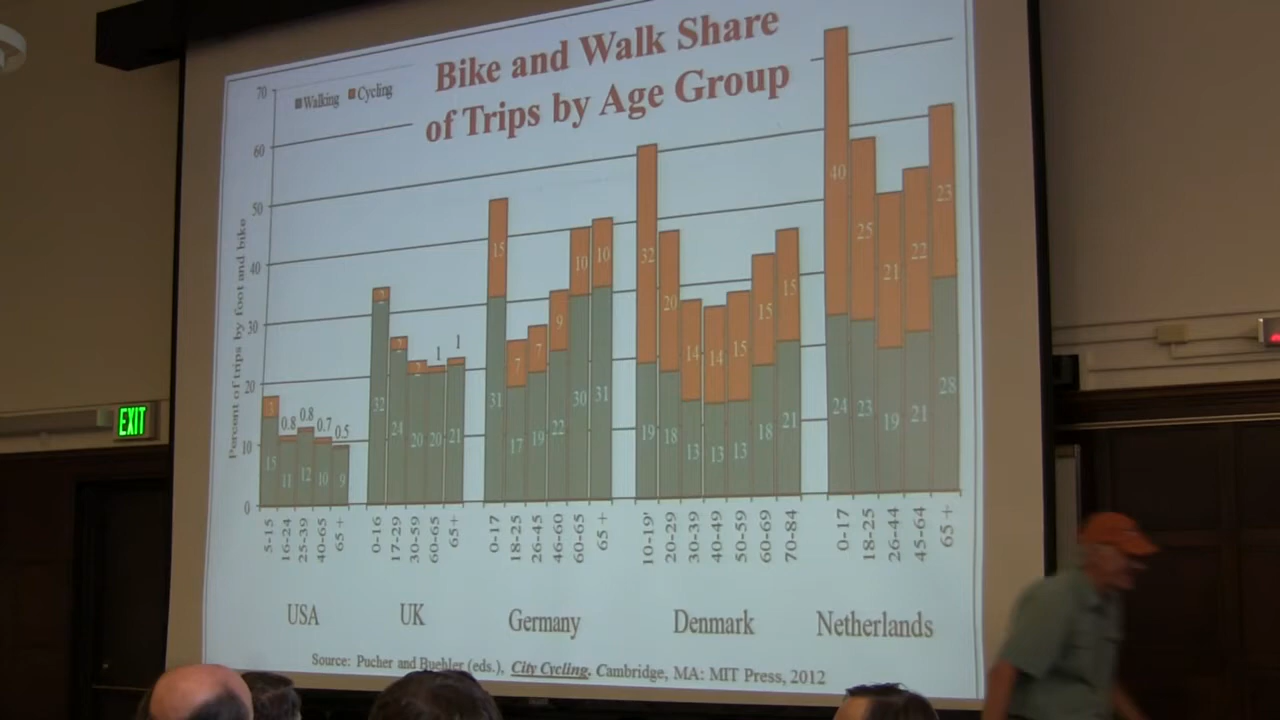 Bike and Walk Share
of Trips by Age Group
Walking Cycling
Percent of trips by foot and bike
70
60
50
40
30
20
10
0
3 0.8 0.8 0.7 0.5
15 11 12 10 9
2 2 2 1 1
32 24 20 20 21
15 7 7 9 10 10
31 17 19 22 30 31
32 20 14 14 15 15 15
19 18 13 13 13 18 21
40 25 21 22 23
24 23 19 21 28
5-15 16-24 25-39 40-65 65+
0-16 17-29 30-59 60-65 65+
0-17 18-25 26-45 46-60 60-65 65+
10-19' 20-29 30-39 40-49 50-59 60-69 70-84
0-17 18-25 26-44 45-64 65+
USA UK Germany Denmark Netherlands
Source: Pucher and Buehler (eds.), City Cycling. Cambridge, MA: MIT Press, 2012
EXIT